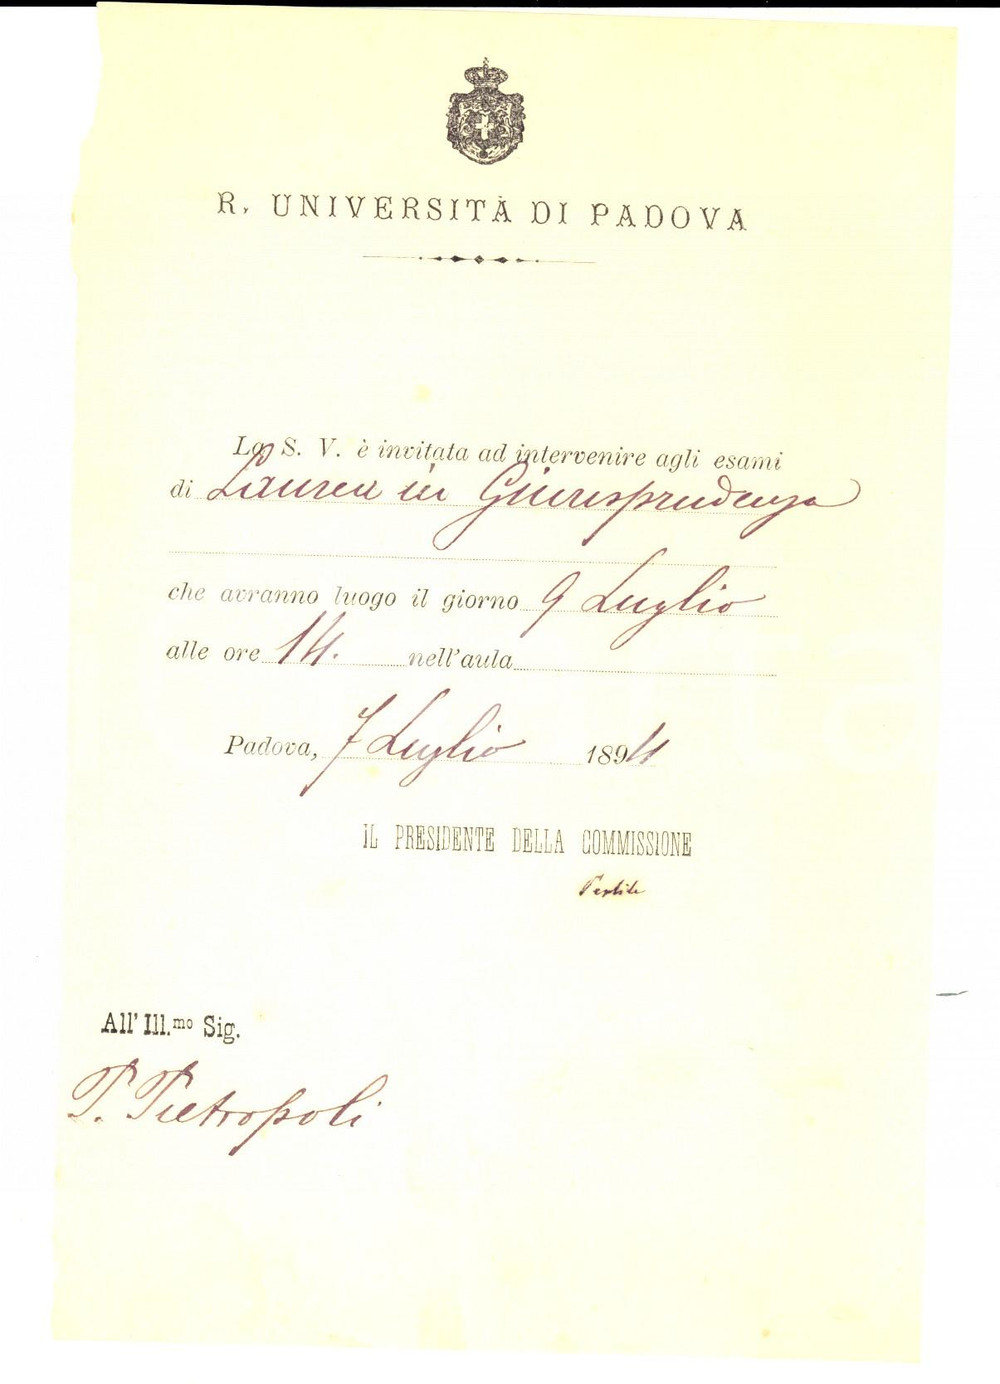 R. UNIVERSITÀ DI PADOVA
La S. V. è invitata ad intervenire agli esami
di Laurea in Giurisprudenza
che avranno luogo il giorno 9 Luglio
alle ore 14. nell'aula
Padova, 7 Luglio 1894
IL PRESIDENTE DELLA COMMISSIONE
All' Ill.mo Sig.
P. Pietropoli